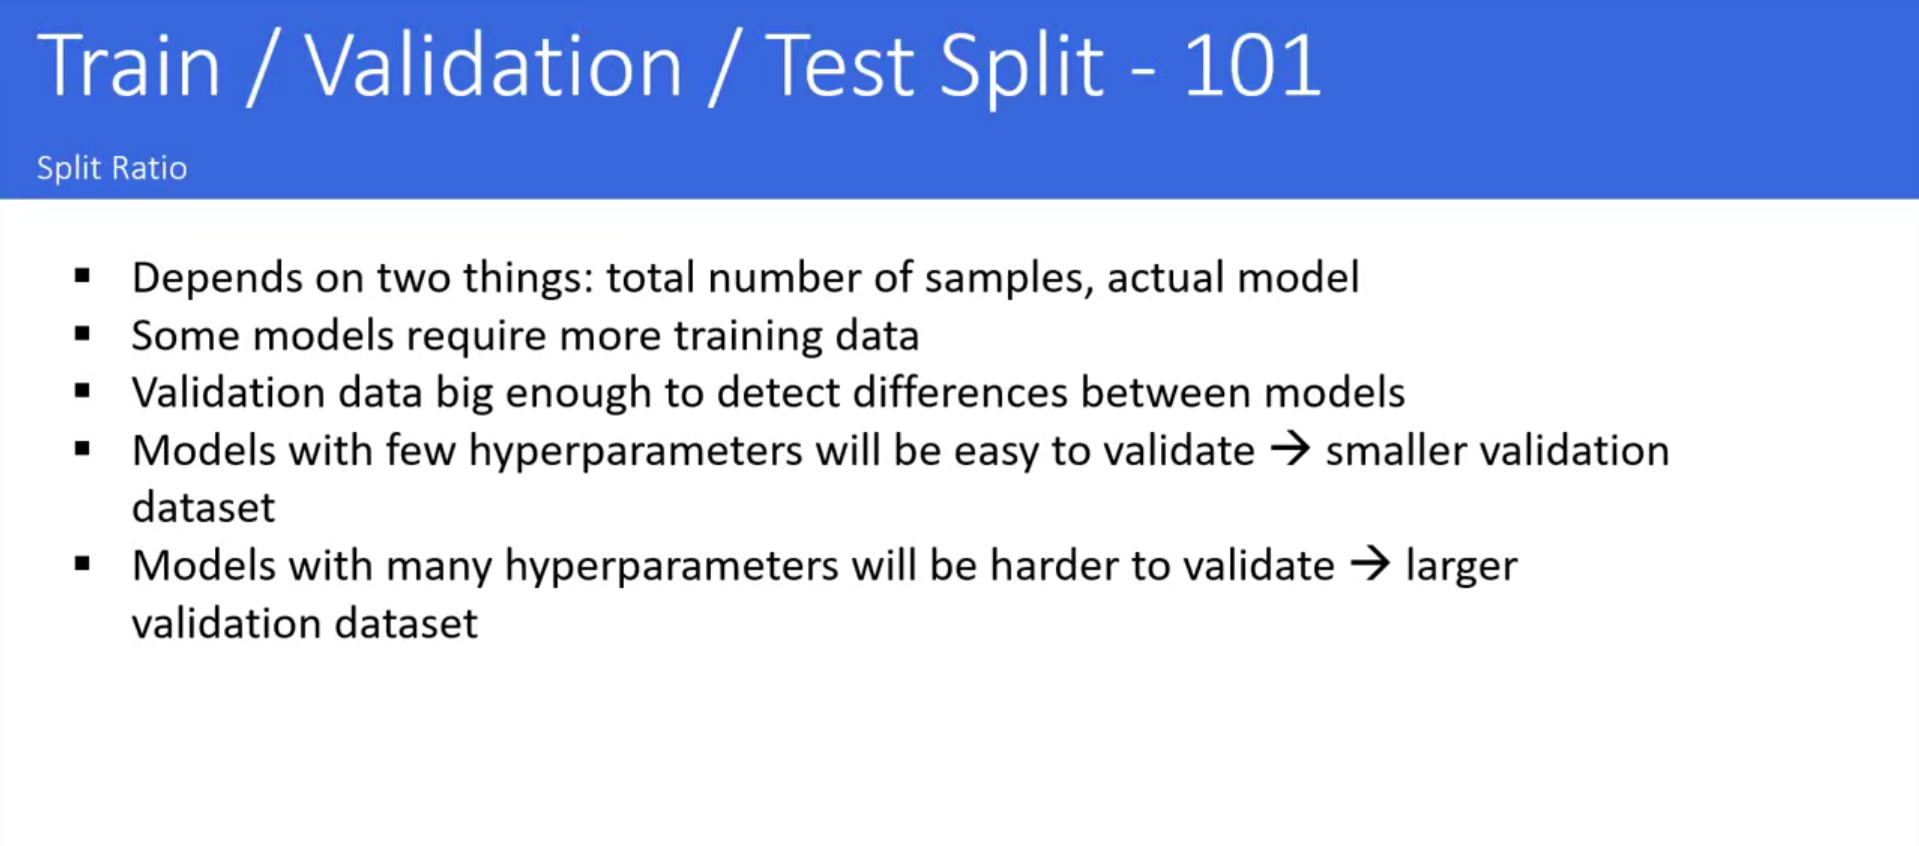 Train / Validation / Test Split - 101
Split Ratio
▪ Depends on two things: total number of samples, actual model
▪ Some models require more training data
▪ Validation data big enough to detect differences between models
▪ Models with few hyperparameters will be easy to validate → smaller validation
dataset
▪ Models with many hyperparameters will be harder to validate → larger
validation dataset